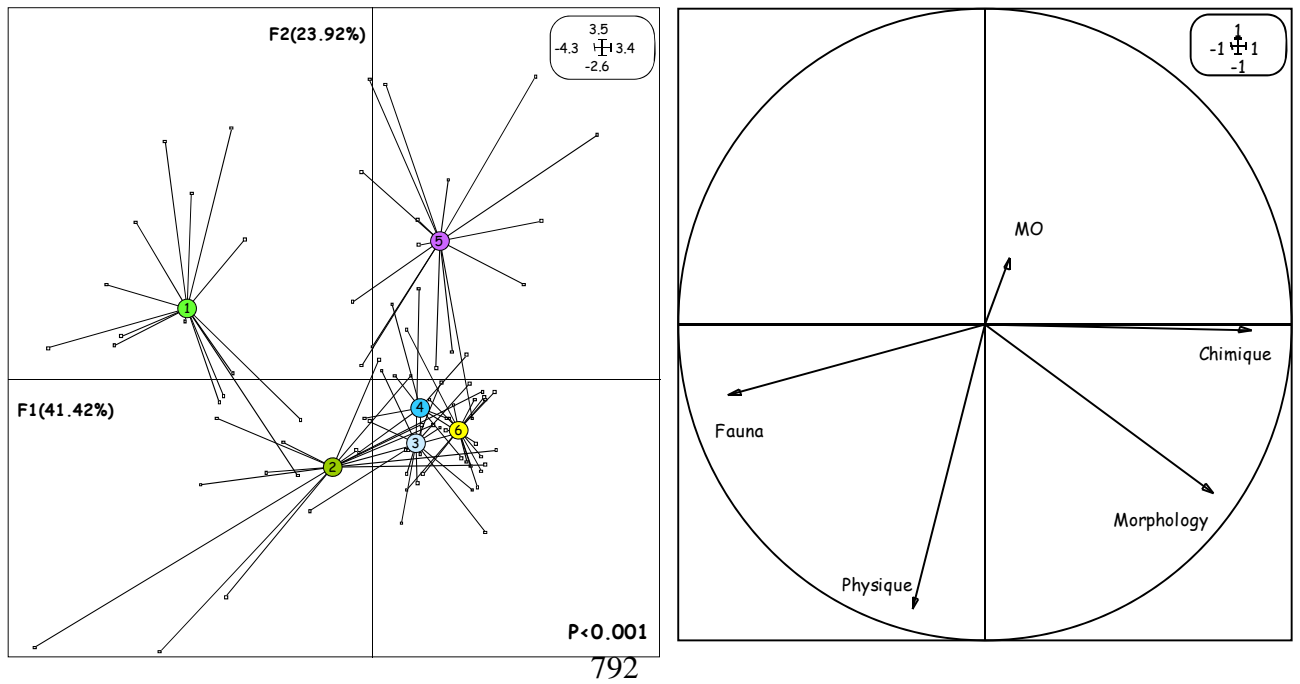 F2(23.92%)
3.5
-4.3 3.4
-2.6
1
-1 1
-1
5
1
4
3
6
2
F1(41.42%)
P<0.001
MO
Chimique
Fauna
Morphology
Physique
792